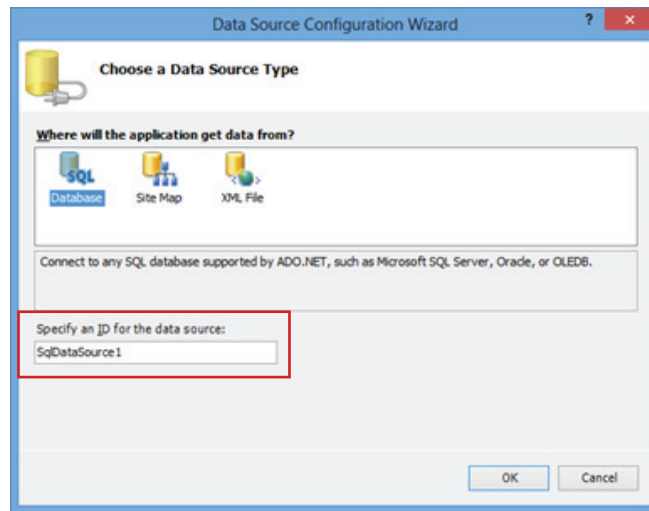 Data Source Configuration Wizard
?
×
Choose a Data Source Type
Where will the application get data from?
SQL
Database
Site Map
XML File
Connect to any SQL database supported by ADO.NET, such as Microsoft SQL Server, Oracle, or OLEDB.
Specify an ID for the data source:
SqlDataSource1
OK
Cancel